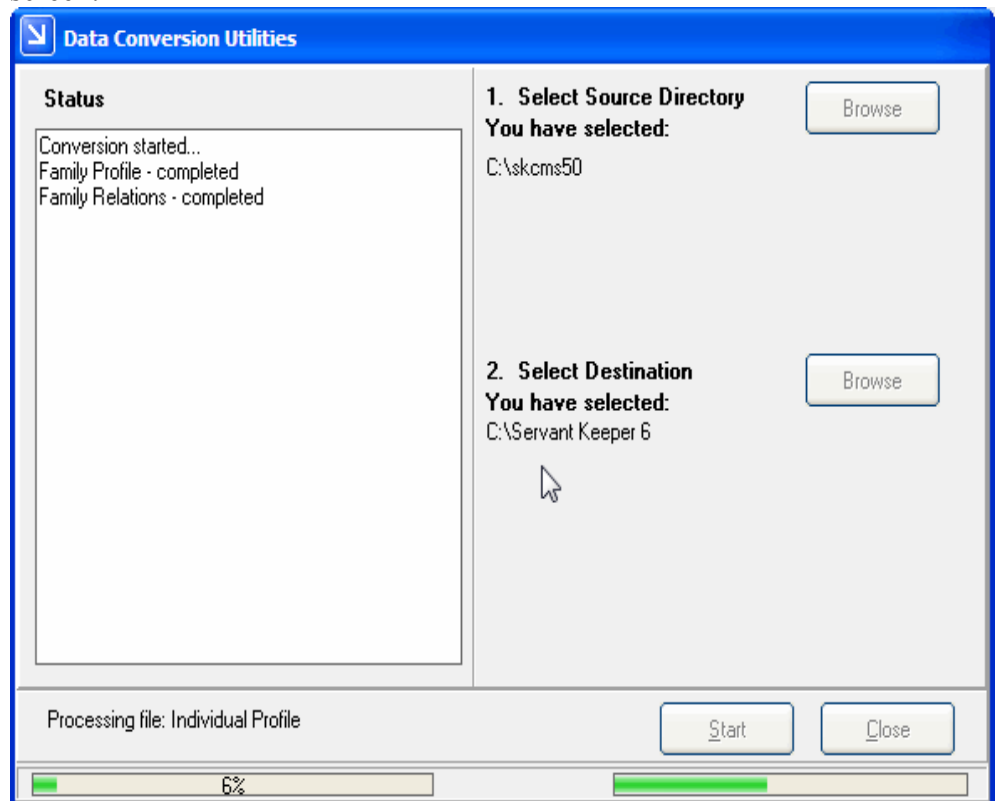 Data Conversion Utilities
Status
Conversion started...
Family Profile - completed
Family Relations - completed
1. Select Source Directory
Browse
You have selected:
C:\skcms50
2. Select Destination
Browse
You have selected:
C:\Servant Keeper 6
Processing file: Individual Profile
Start
Close
6%